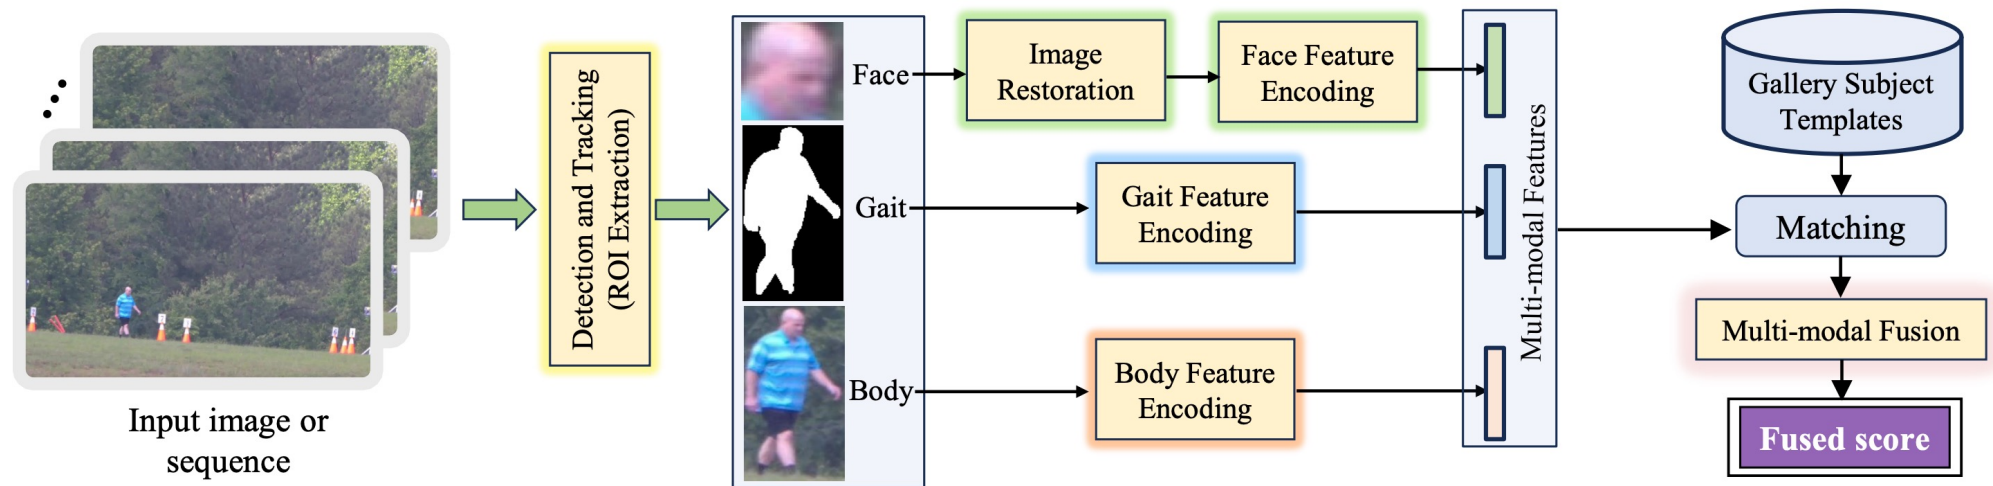 Input image or
sequence
Detection and Tracking
(ROI Extraction)
Face
Gait
Body
Image
Restoration
Face Feature
Encoding
Gait Feature
Encoding
Body Feature
Encoding
Multi-modal Features
Gallery Subject
Templates
Matching
Multi-modal Fusion
Fused score